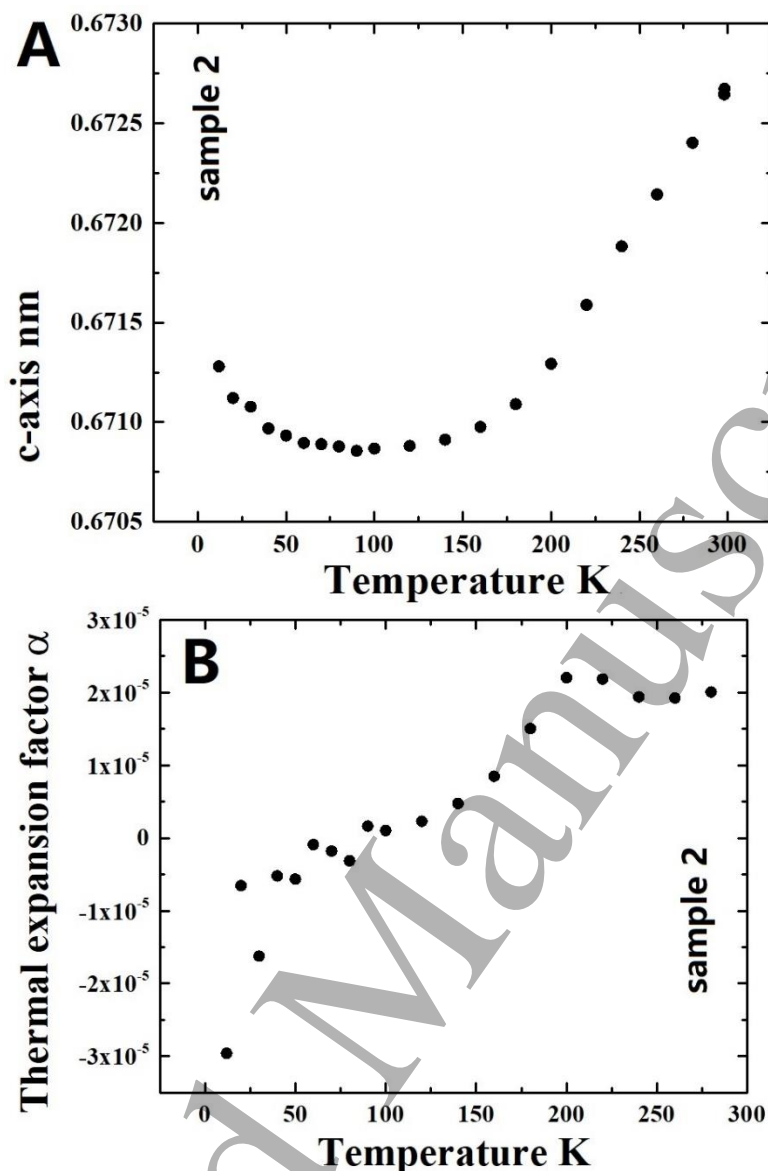 A
sample 2
c-axis nm
0.6730
0.6725
0.6720
0.6715
0.6710
0.6705
0 50 100 150 200 250 300
Temperature K
B
sample 2
Thermal expansion factor α
3x10⁻⁵
2x10⁻⁵
1x10⁻⁵
0
-1x10⁻⁵
-2x10⁻⁵
-3x10⁻⁵
0 50 100 150 200 250 300
Temperature K
d Manusc